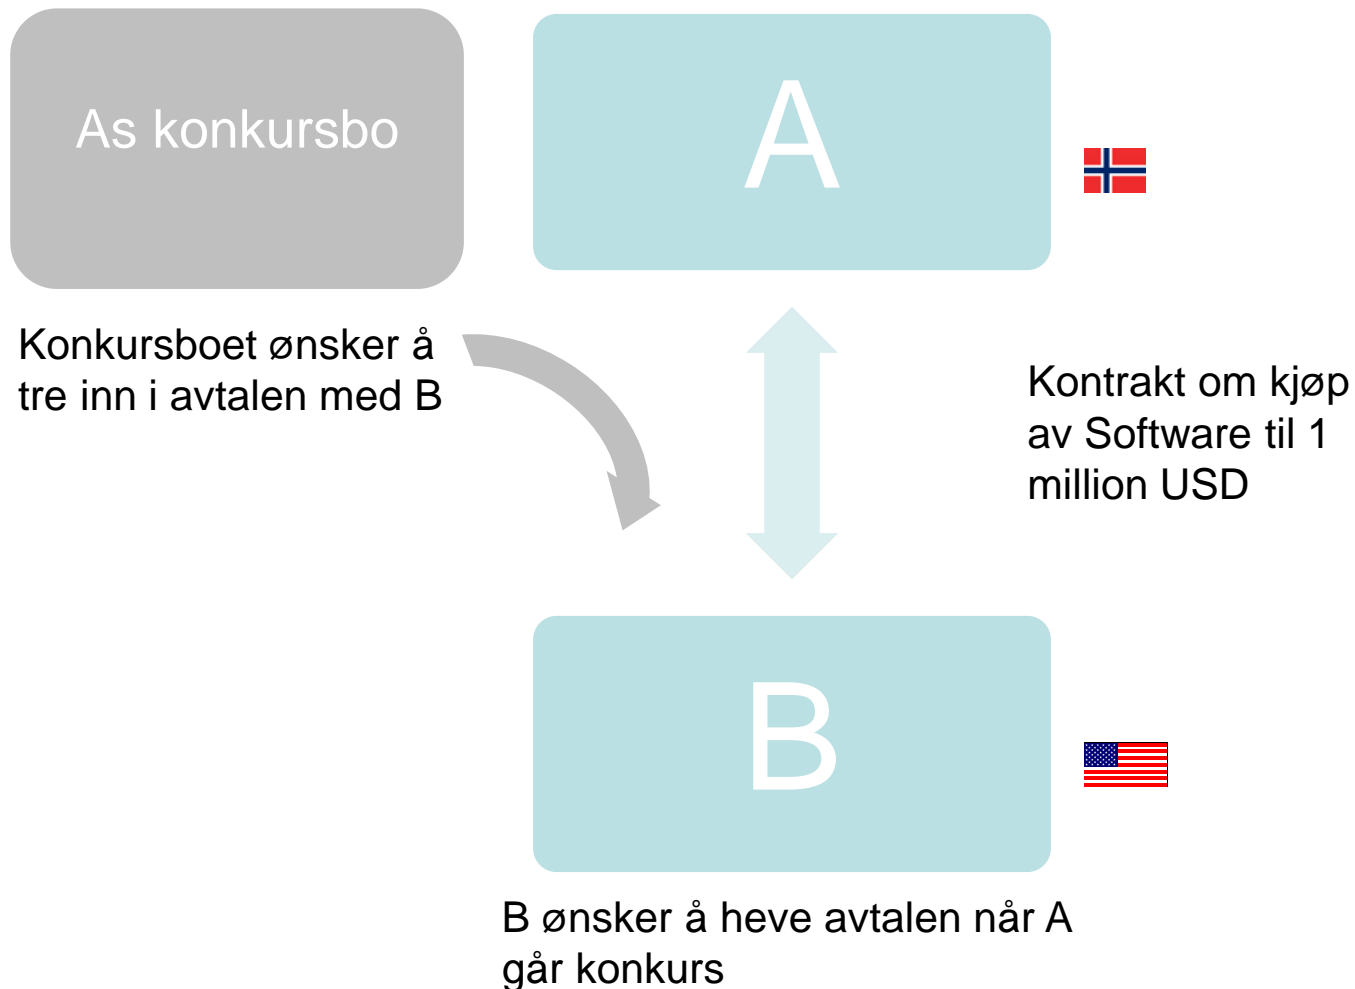 As konkursbo
A
Konkursboet ønsker å
tre inn i avtalen med B
Kontrakt om kjøp
av Software til 1
million USD
B
B ønsker å heve avtalen når A
går konkurs